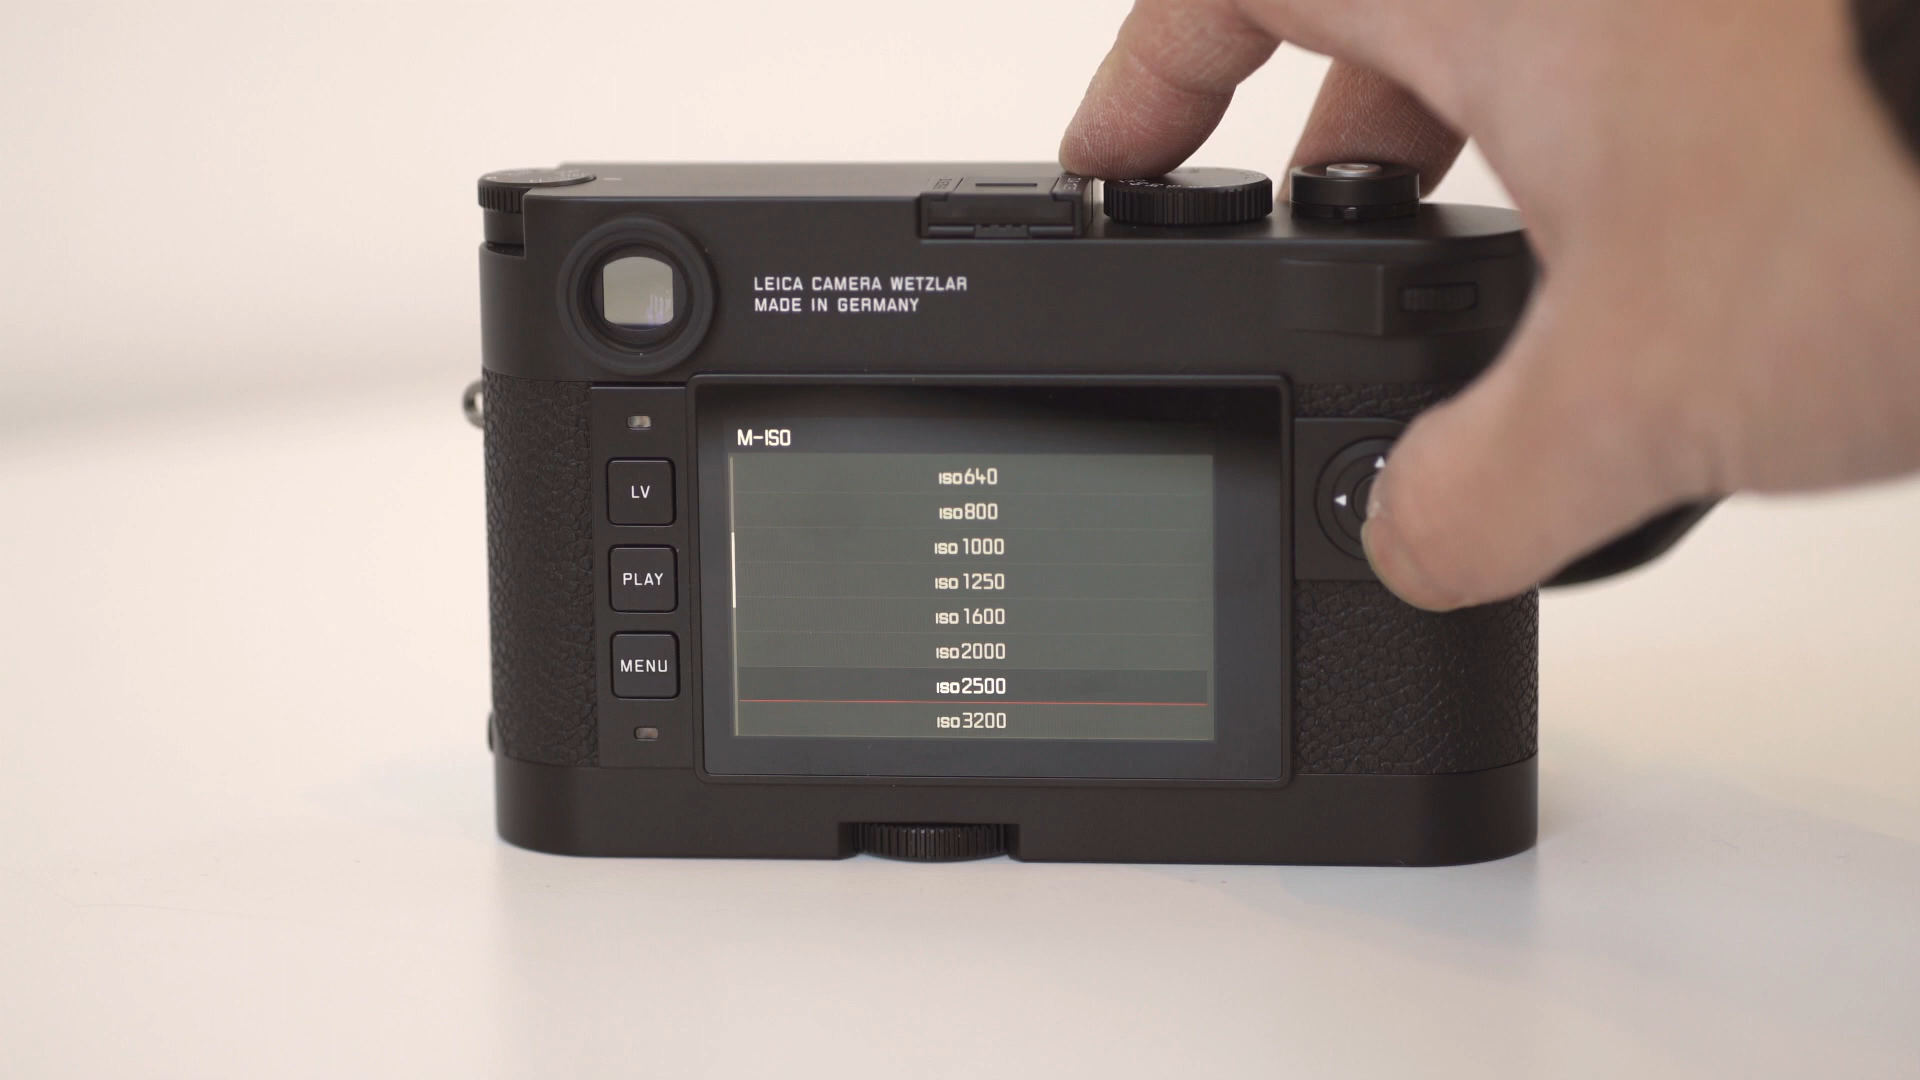 LEICA CAMERA WETZLAR
MADE IN GERMANY
LV
PLAY
MENU
M-ISO
ISO 640
ISO 800
ISO 1000
ISO 1250
ISO 1600
ISO 2000
ISO 2500
ISO 3200